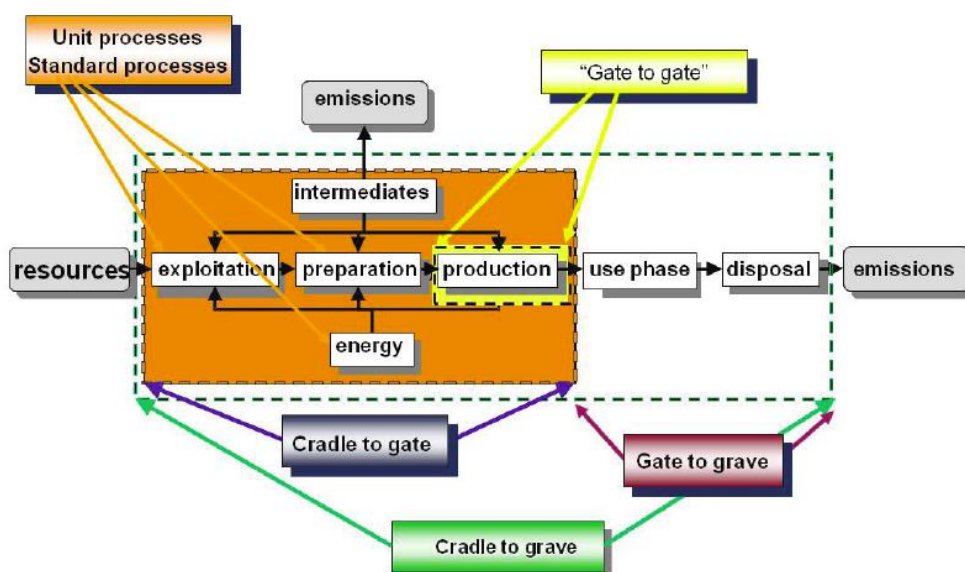 Unit processes
Standard processes
“Gate to gate”
emissions
intermediates
resources
exploitation
preparation
production
use phase
disposal
emissions
energy
Cradle to gate
Gate to grave
Cradle to grave